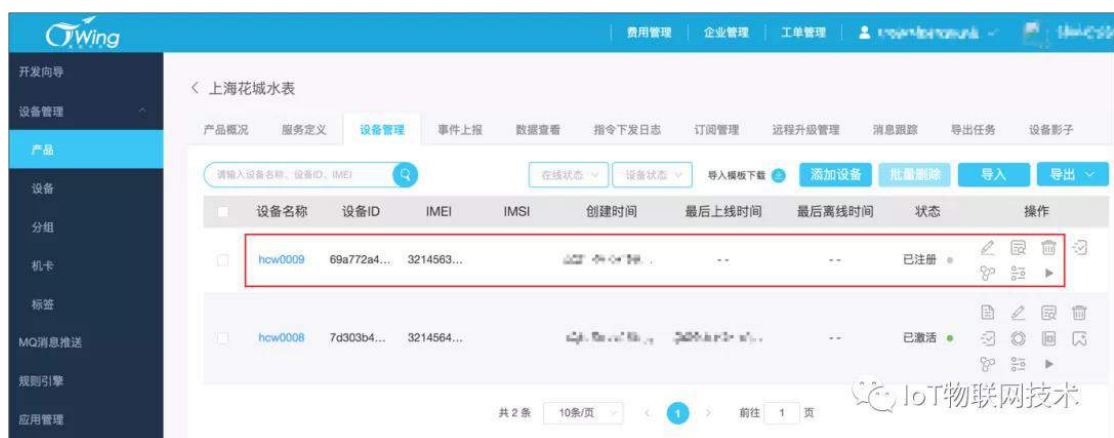 CTWing
费用管理 企业管理 工单管理
开发向导
设备管理
产品
设备
分组
机卡
标签
MQ消息推送
规则引擎
应用管理
上海花城水表
产品概况 服务定义 设备管理 事件上报 数据查看 指令下发日志 订阅管理 远程升级管理 消息跟踪 导出任务 设备影子
请输入设备名称、设备ID、IMEI 在线状态 设备状态 导入模板下载 添加设备 批量删除 导入 导出
设备名称 设备ID IMEI IMSI 创建时间 最后上线时间 最后离线时间 状态 操作
hcw0009 69a772a4... 3214563... -- -- 已注册
hcw0008 7d303b4... 3214564... -- 已激活
共 2 条 10条/页 1 前往 1 页
IoT物联网技术